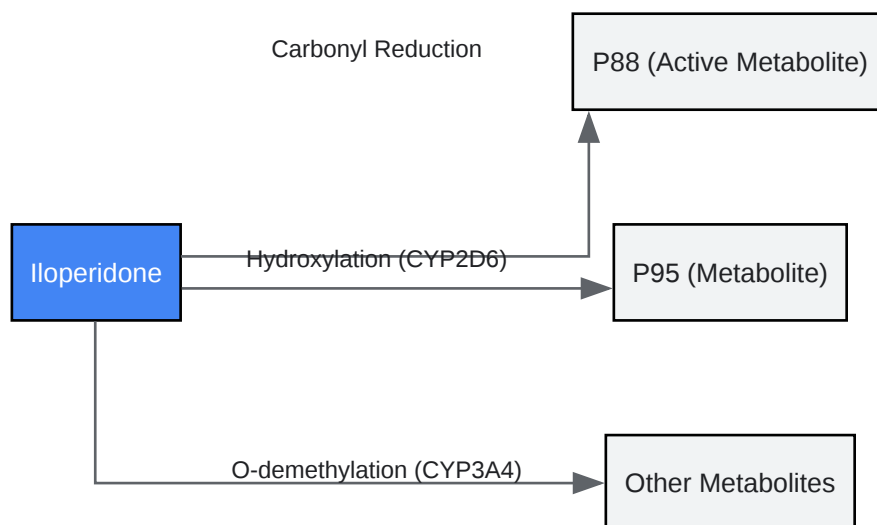 Carbonyl Reduction
P88 (Active Metabolite)
Iloperidone
Hydroxylation (CYP2D6)
P95 (Metabolite)
O-demethylation (CYP3A4)
Other Metabolites